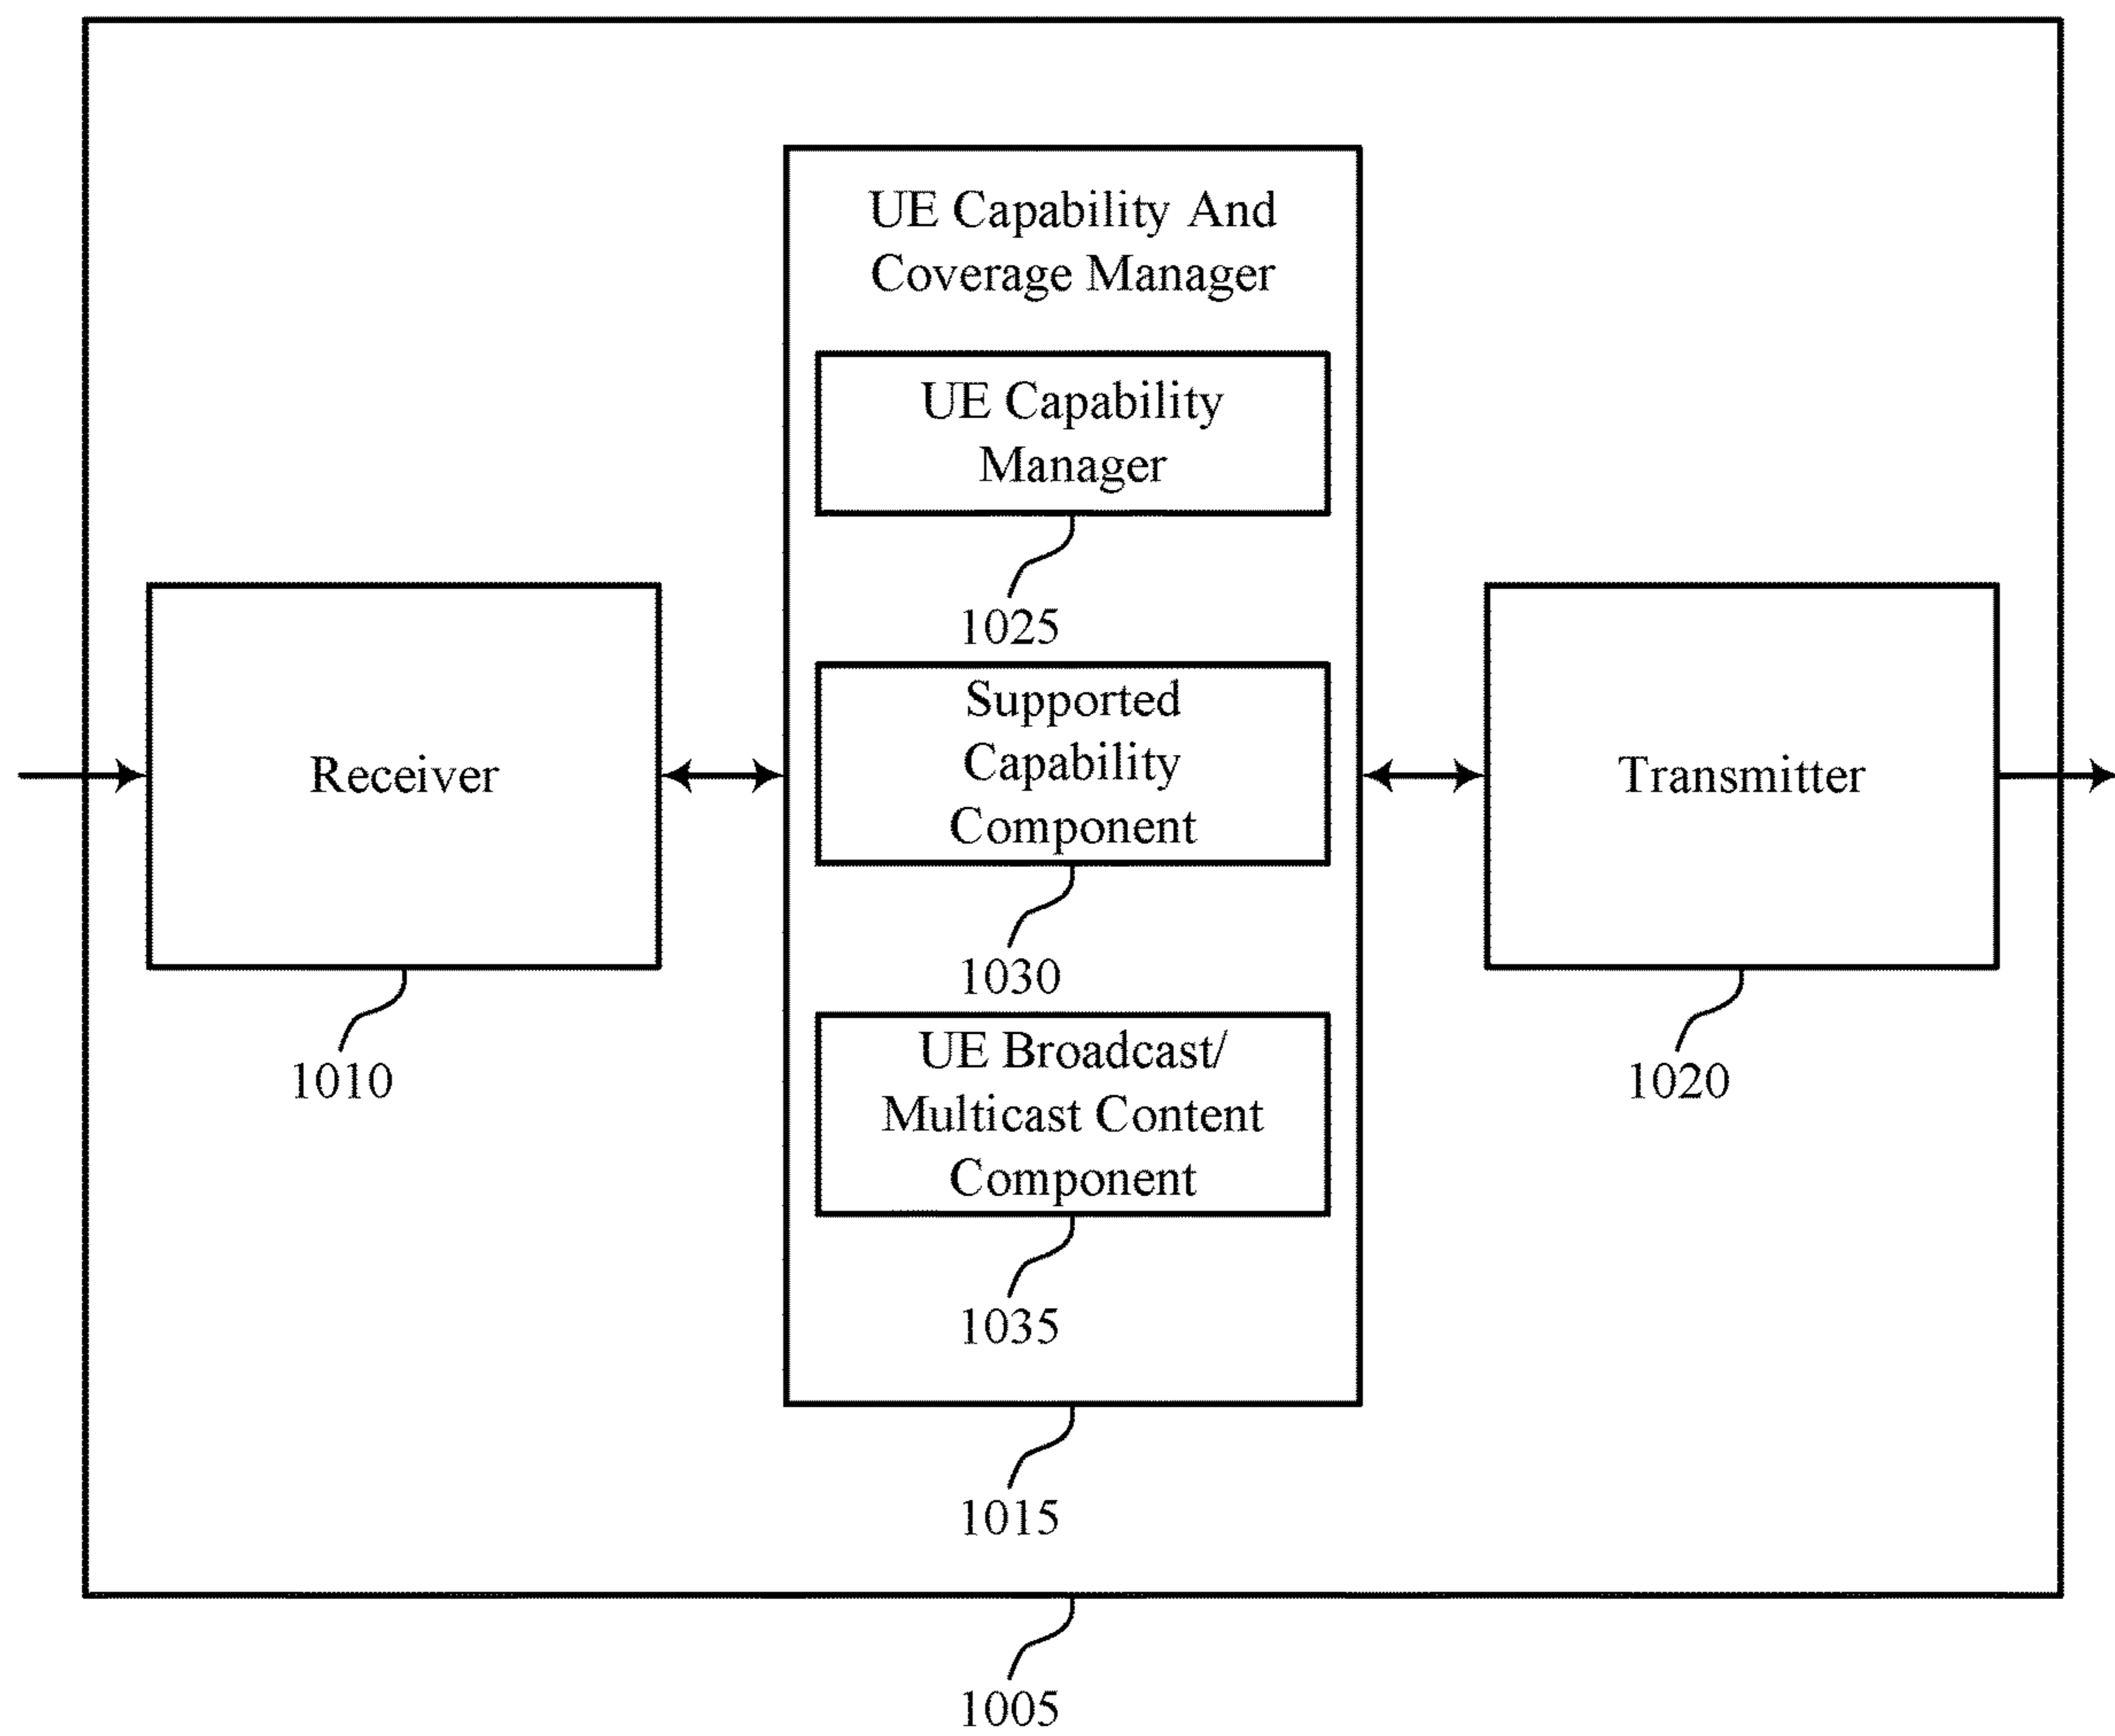 UE Capability And
Coverage Manager
UE Capability
Manager
1025
Supported
Capability
Component
1030
UE Broadcast/
Multicast Content
Component
1035
1015
Receiver
1010
Transmitter
1020
1005